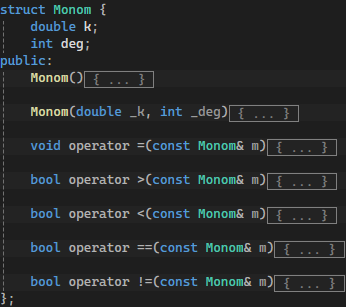 struct Monom {
double k;
int deg;
public:
Monom(){ ... }
Monom(double _k, int _deg){ ... }
void operator =(const Monom& m){ ... }
bool operator >(const Monom& m){ ... }
bool operator <(const Monom& m){ ... }
bool operator ==(const Monom& m){ ... }
bool operator !=(const Monom& m){ ... }
};